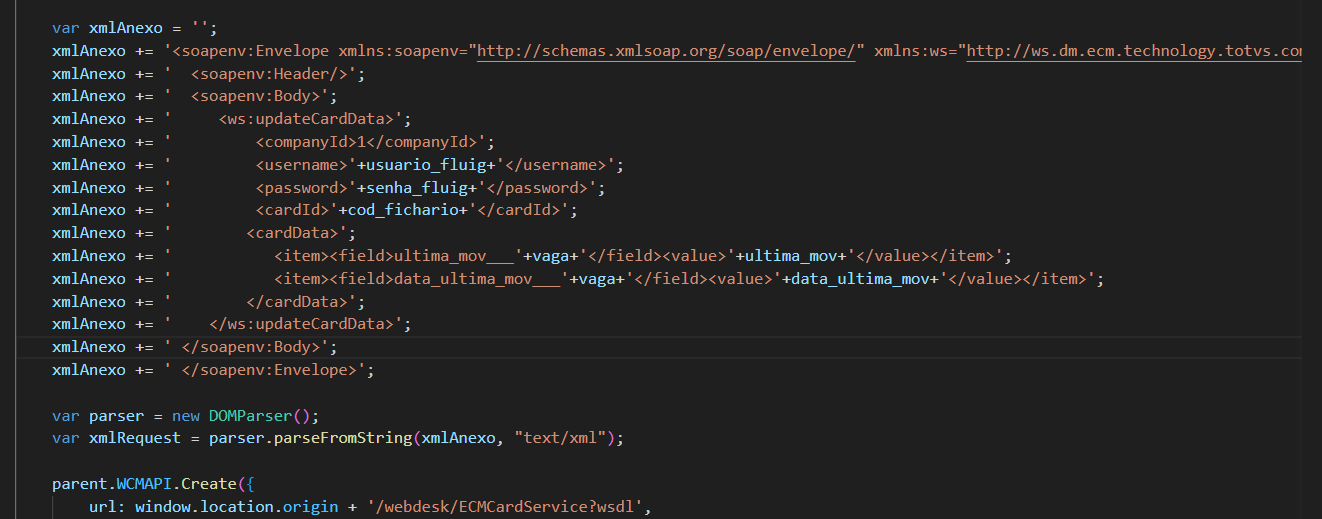 var xmlAnexo = '';
xmlAnexo += '<soapenv:Envelope xmlns:soapenv="http://schemas.xmlsoap.org/soap/envelope/" xmlns:ws="http://ws.dm.ecm.technology.totvs.com
xmlAnexo += '  <soapenv:Header/>';
xmlAnexo += '  <soapenv:Body>';
xmlAnexo += '     <ws:updateCardData>';
xmlAnexo += '         <companyId>1</companyId>';
xmlAnexo += '         <username>'+usuario_fluig+'</username>';
xmlAnexo += '         <password>'+senha_fluig+'</password>';
xmlAnexo += '         <cardId>'+cod_fichario+'</cardId>';
xmlAnexo += '        <cardData>';
xmlAnexo += '           <item><field>ultima_mov___'+vaga+'</field><value>'+ultima_mov+'</value></item>';
xmlAnexo += '           <item><field>data_ultima_mov___'+vaga+'</field><value>'+data_ultima_mov+'</value></item>';
xmlAnexo += '        </cardData>';
xmlAnexo += '    </ws:updateCardData>';
xmlAnexo += ' </soapenv:Body>';
xmlAnexo += ' </soapenv:Envelope>';
var parser = new DOMParser();
var xmlRequest = parser.parseFromString(xmlAnexo, "text/xml");
parent.WCMAPI.Create({
url: window.location.origin + '/webdesk/ECMCardService?wsdl',